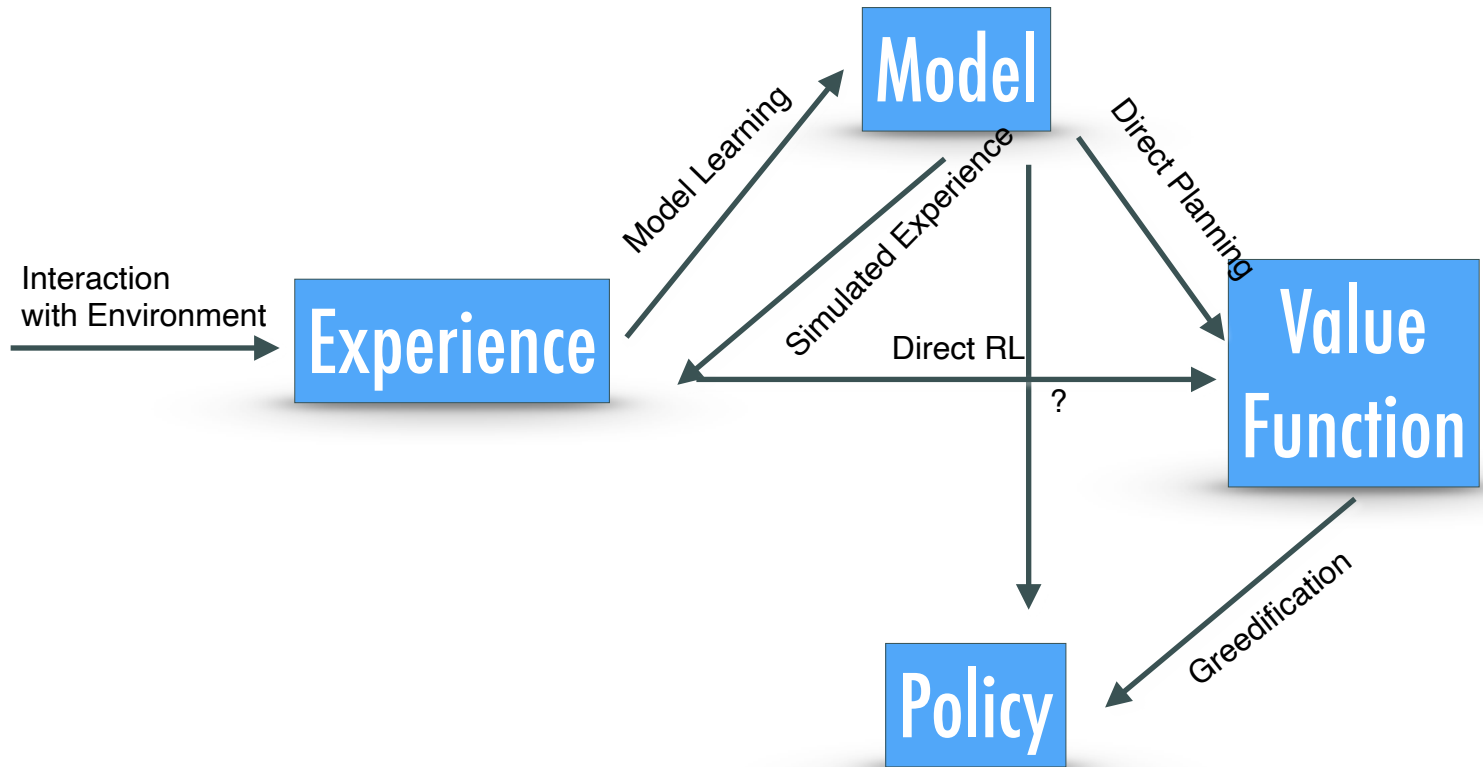 Model
Model Learning
Simulated Experience
Direct Planning
Interaction
with Environment
Experience
Direct RL
?
Value
Function
Greedification
Policy